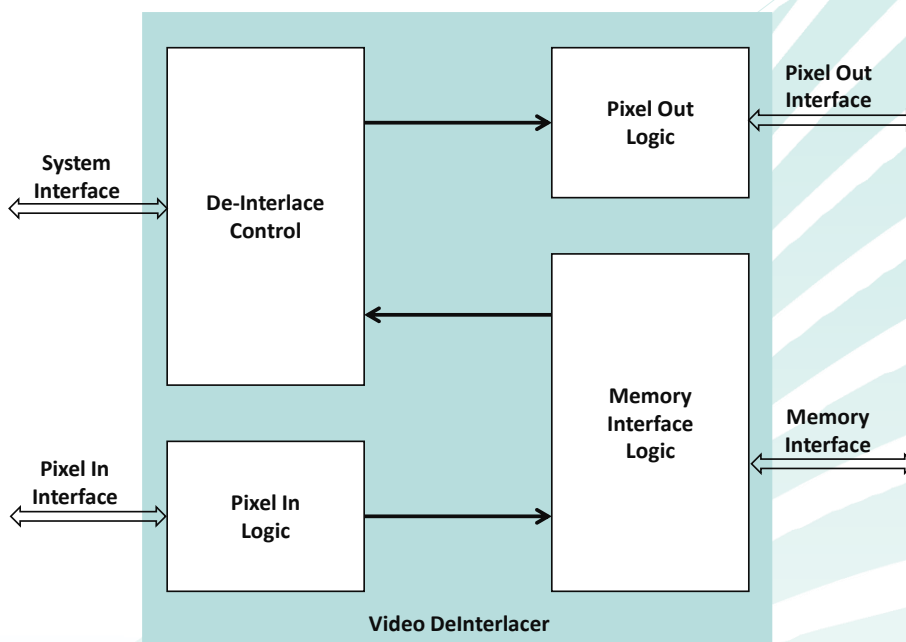 Pixel Out
Interface
Pixel Out
Logic
System
Interface
De-Interlace
Control
Memory
Interface
Logic
Memory
Interface
Pixel In
Interface
Pixel In
Logic
Video DeInterlacer